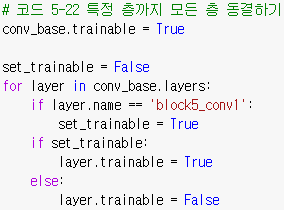 # 코드 5-22 특정 층까지 모든 층 동결하기
conv_base.trainable = True

set_trainable = False
for layer in conv_base.layers:
    if layer.name == 'block5_conv1':
        set_trainable = True
    if set_trainable:
        layer.trainable = True
    else:
        layer.trainable = False